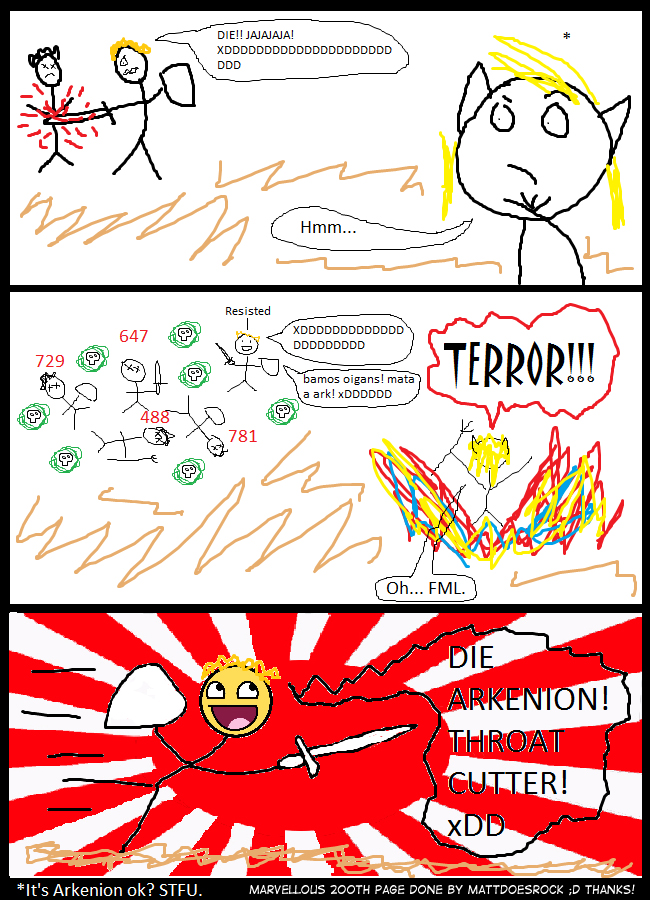 DIE!! JAJAJAJA!
XDDDDDDDDDDDDDDDDDDDDD
DDD
*
Hmm...
Resisted
647
729
488
781
XDDDDDDDDDDDDD
DDDDDDDDD
bamos oigans! mata
a ark! xDDDDDD
TERROR!!!
Oh... FML.
DIE
ARKENION!
THROAT
CUTTER!
xDD
*It's Arkenion ok? STFU.
MARVELLOUS 200TH PAGE DONE BY MATTDOESROCK ;D THANKS!